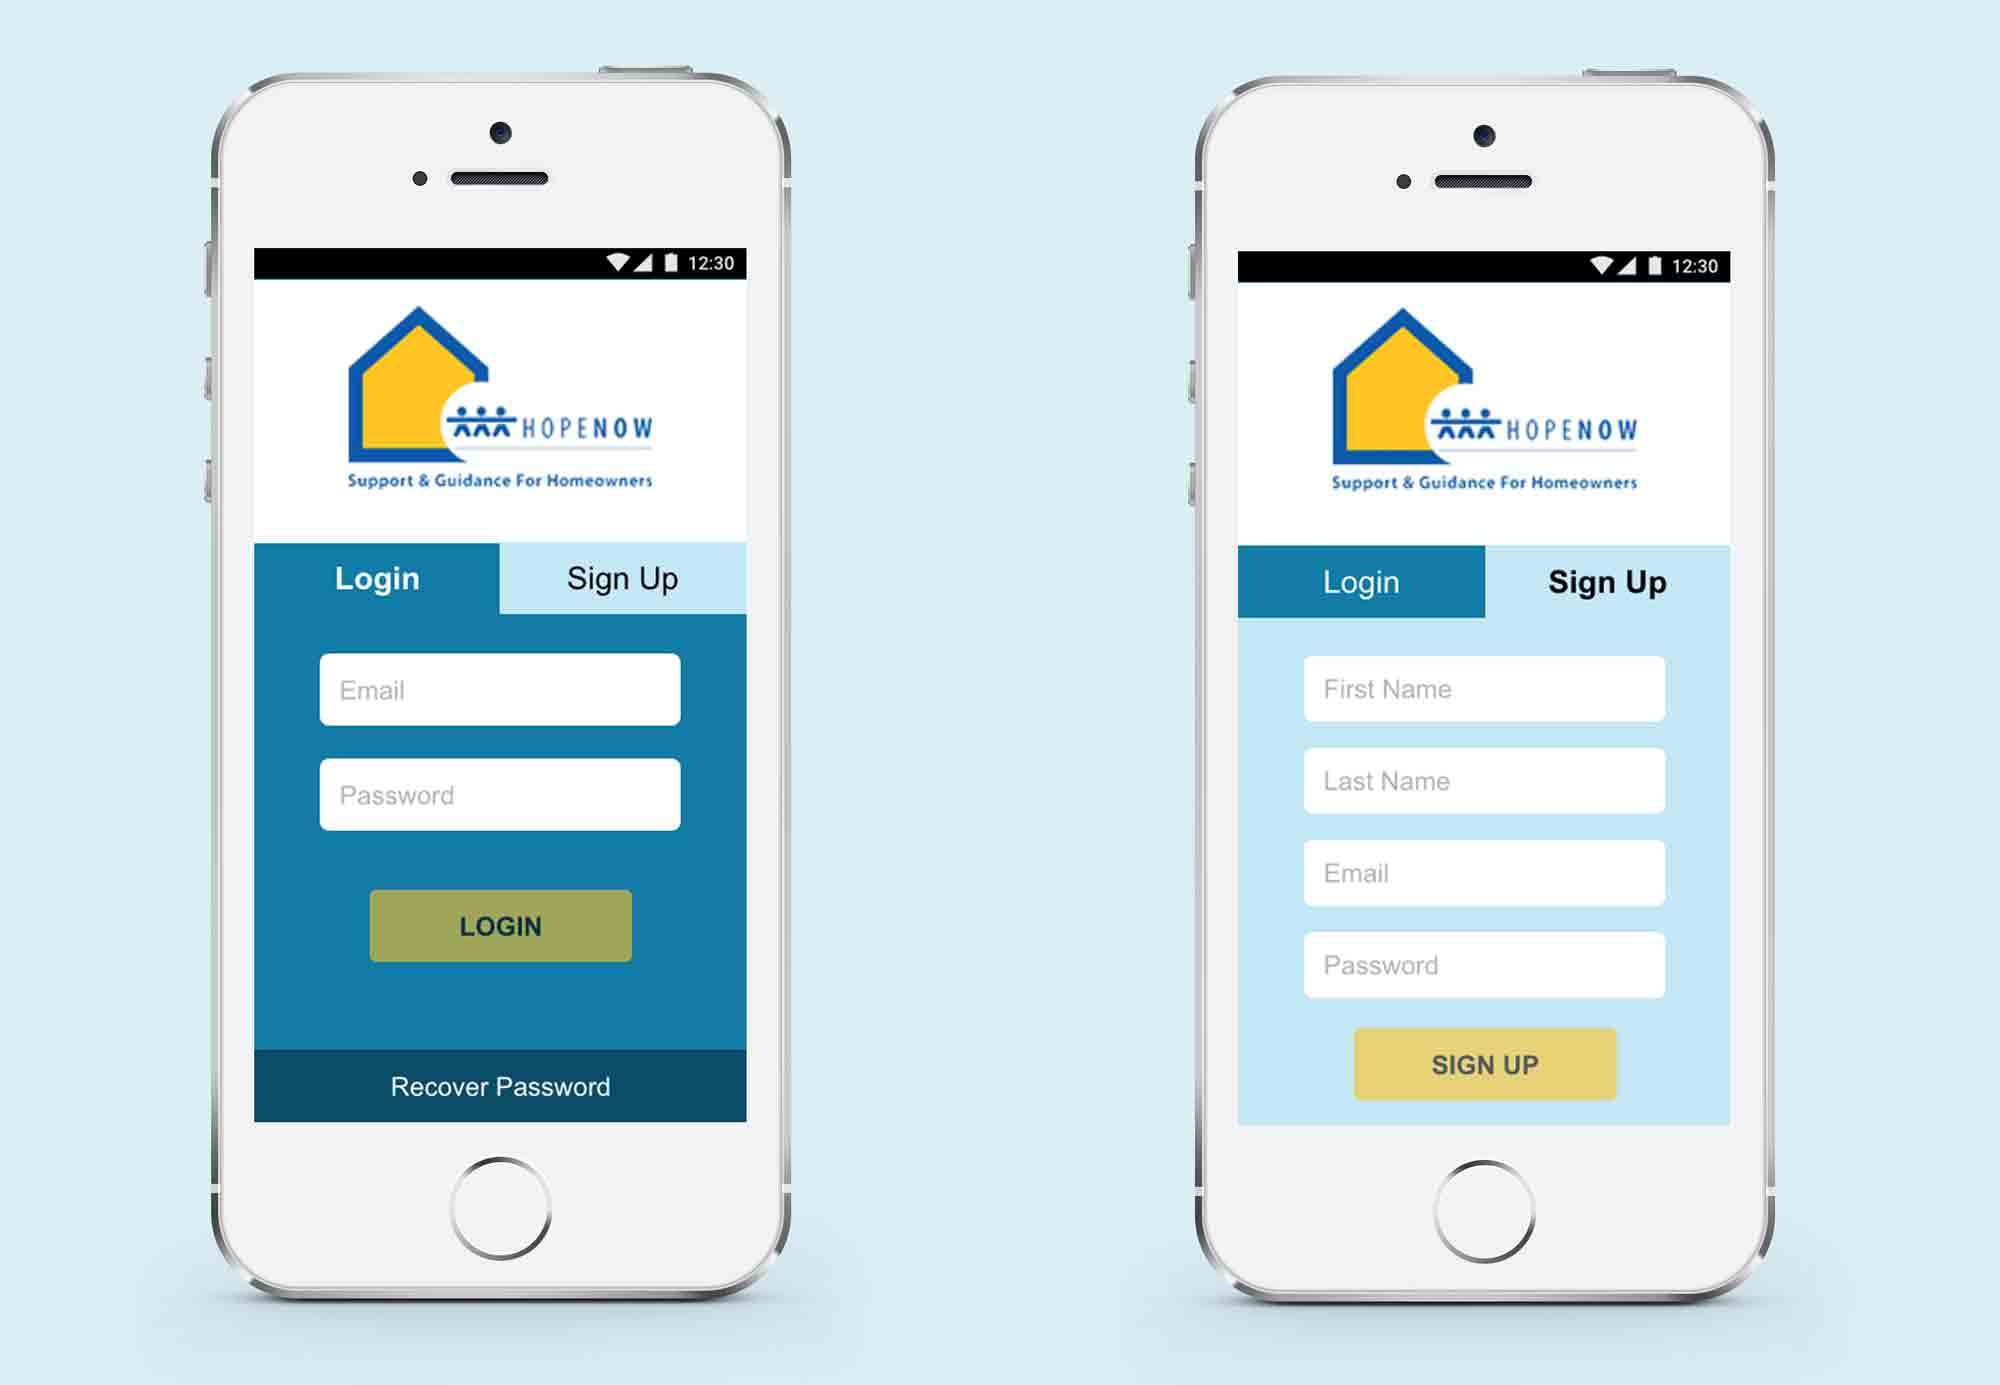 12:30
HOPENOW
Support & Guidance For Homeowners
Login Sign Up
Email
Password
LOGIN
Recover Password
12:30
HOPENOW
Support & Guidance For Homeowners
Login Sign Up
First Name
Last Name
Email
Password
SIGN UP